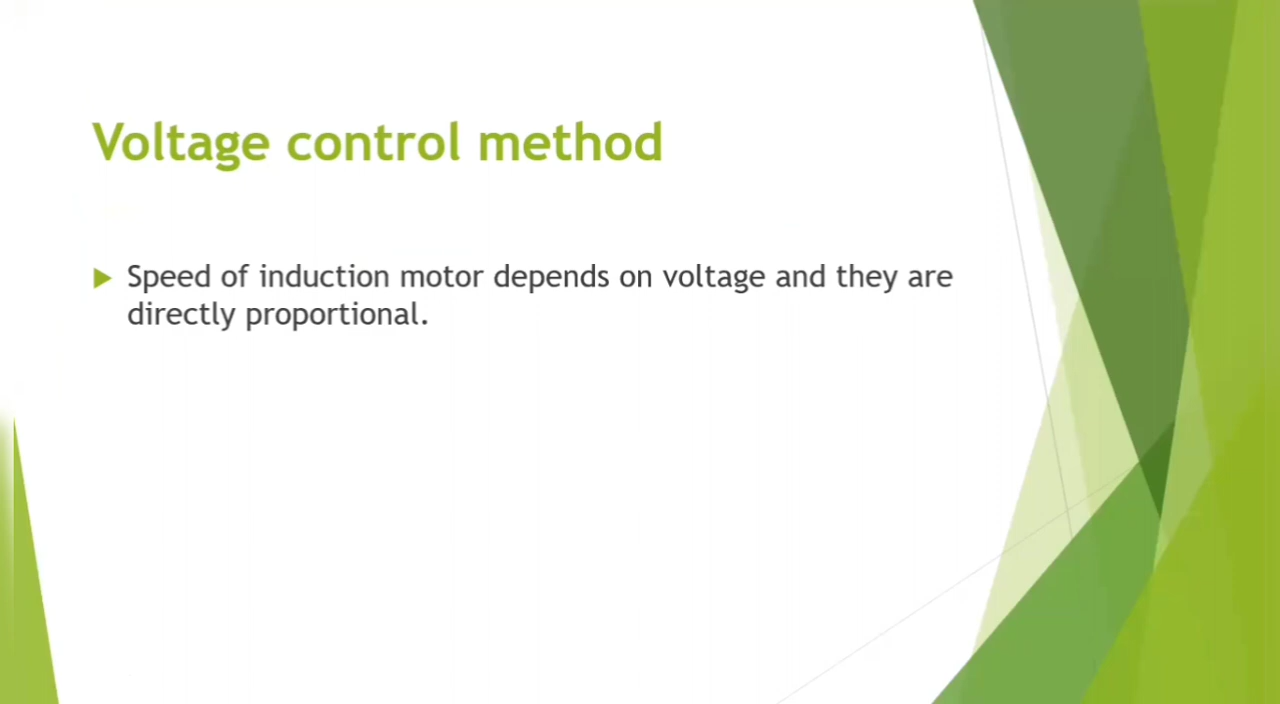 Voltage control method
Speed of induction motor depends on voltage and they are
directly proportional.